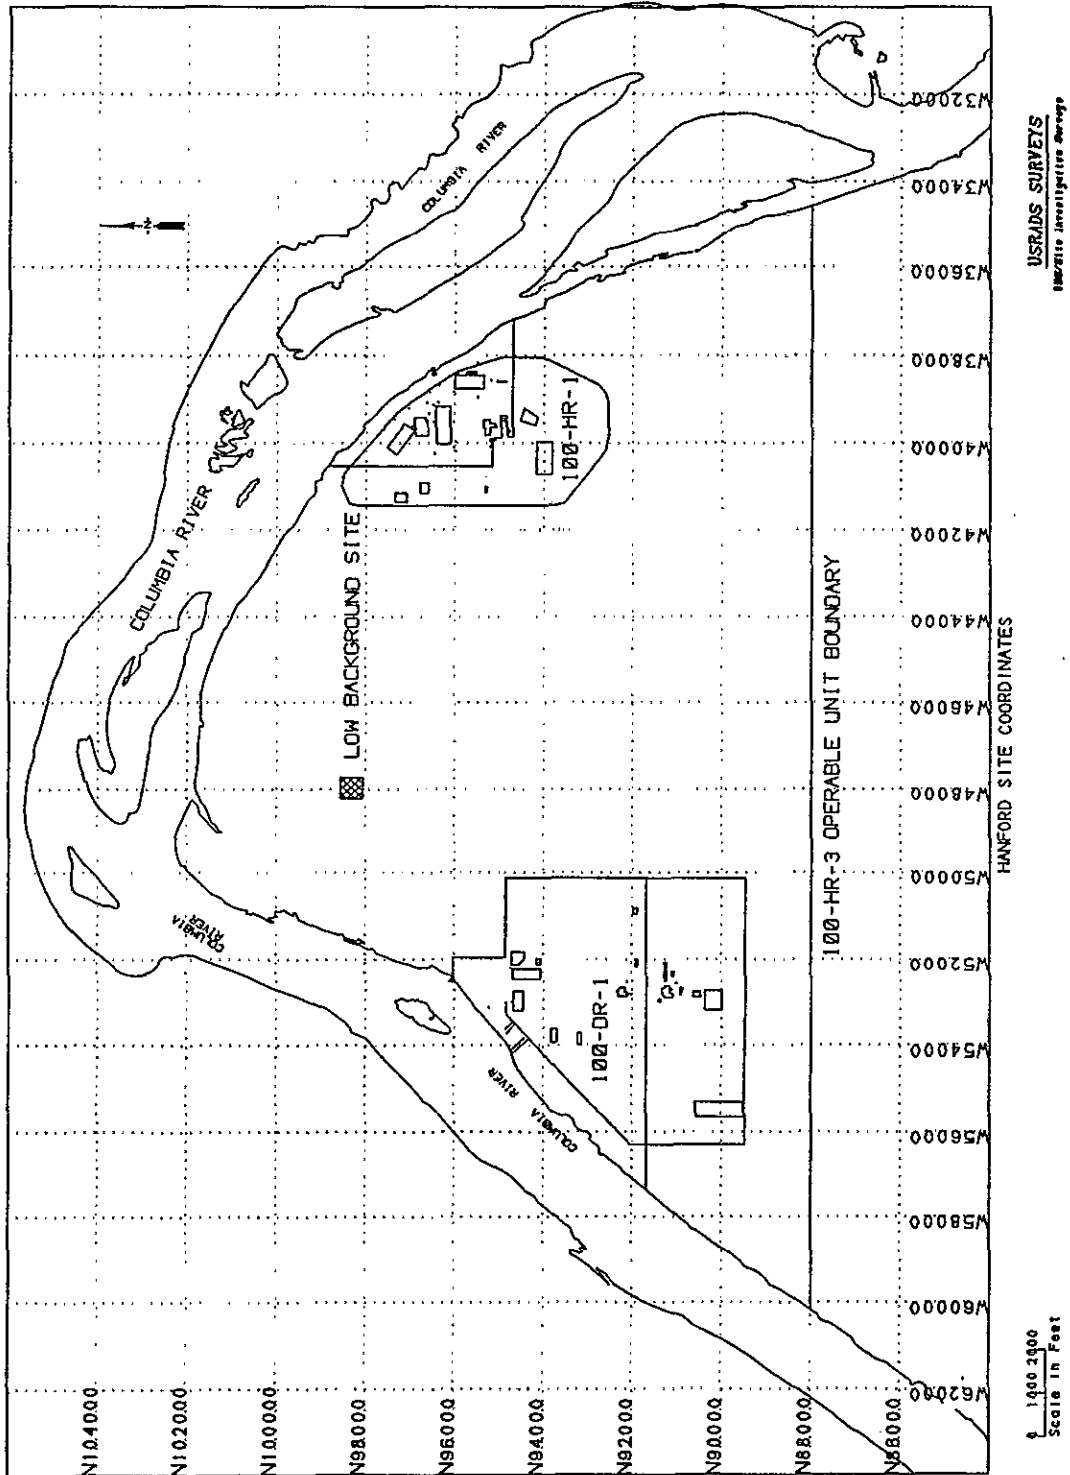 N104000
N102000
N100000
N98000
N96000
N94000
N92000
N90000
N88000
N86000
COLUMBIA RIVER
COLUMBIA RIVER
COLUMBIA
RIVER
COLUMBIA RIVER
N
LOW BACKGROUND SITE
100-HR-1
100-DR-1
100-HR-3 OPERABLE UNIT BOUNDARY
W62000
W60000
W58000
W56000
W54000
W52000
W50000
W48000
W46000
W44000
W42000
W40000
W38000
W36000
W34000
W32000
HANFORD SITE COORDINATES
0 1000 2000
Scale in Feet
USRADS SURVEYS